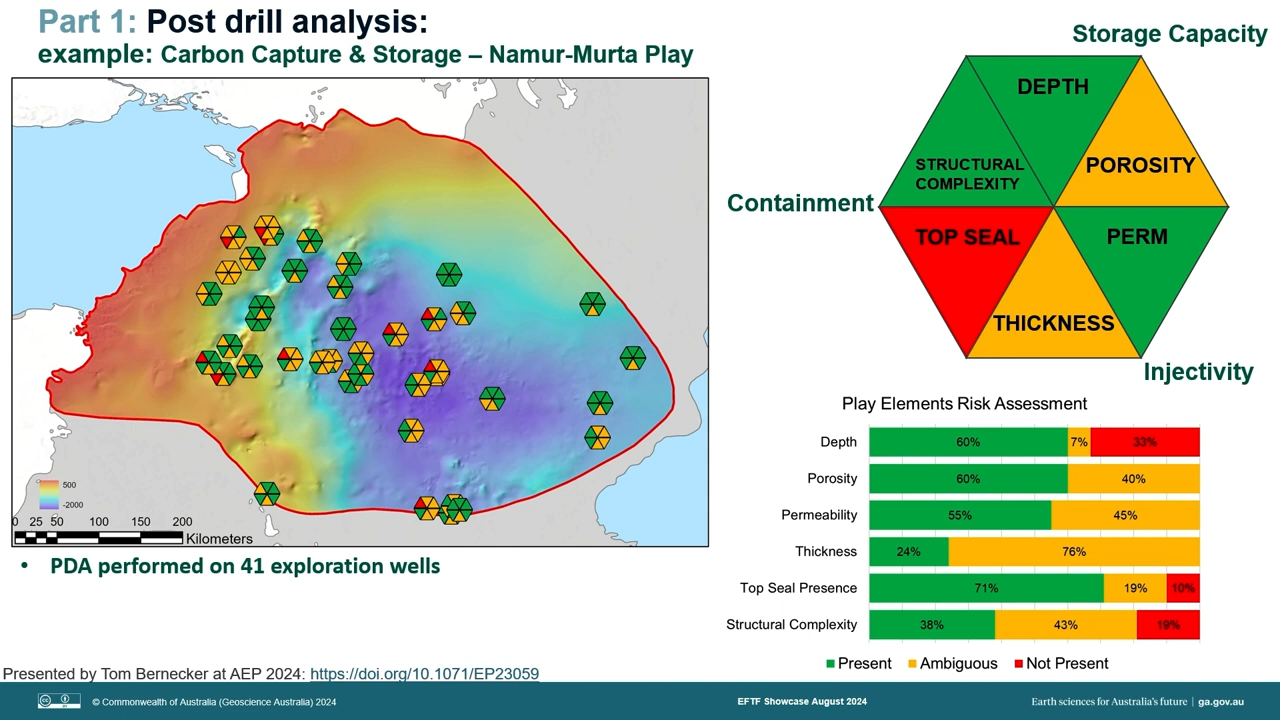 Part 1: Post drill analysis:
example: Carbon Capture & Storage – Namur-Murta Play
Storage Capacity
DEPTH
STRUCTURAL
COMPLEXITY
POROSITY
Containment
TOP SEAL
PERM
THICKNESS
Injectivity
500
-2000
0 25 50 100 150 200
Kilometers
• PDA performed on 41 exploration wells
Play Elements Risk Assessment
Depth 60% 7% 33%
Porosity 60% 40%
Permeability 55% 45%
Thickness 24% 76%
Top Seal Presence 71% 19% 10%
Structural Complexity 38% 43% 19%
Present Ambiguous Not Present
Presented by Tom Bernecker at AEP 2024: https://doi.org/10.1071/EP23059
© Commonwealth of Australia (Geoscience Australia) 2024
EFTF Showcase August 2024
Earth sciences for Australia's future | ga.gov.au